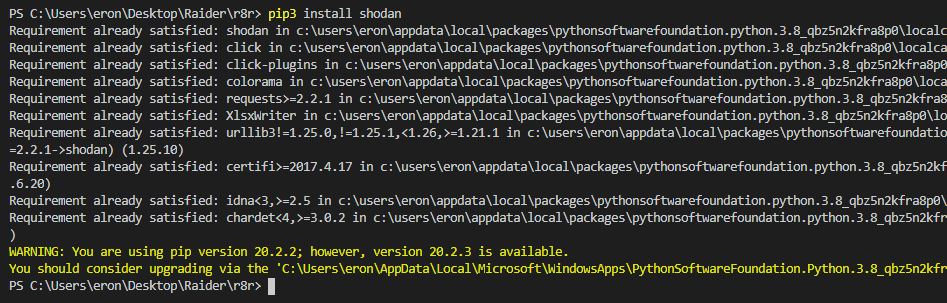 PS C:\Users\eron\Desktop\Raider\r8r> pip3 install shodan
Requirement already satisfied: shodan in c:\users\eron\appdata\local\packages\pythonsoftwarefoundation.python.3.8_qbz5n2kfra8p0\localc
Requirement already satisfied: click in c:\users\eron\appdata\local\packages\pythonsoftwarefoundation.python.3.8_qbz5n2kfra8p0\localca
Requirement already satisfied: click-plugins in c:\users\eron\appdata\local\packages\pythonsoftwarefoundation.python.3.8_qbz5n2kfra8p0
Requirement already satisfied: colorama in c:\users\eron\appdata\local\packages\pythonsoftwarefoundation.python.3.8_qbz5n2kfra8p0\loca
Requirement already satisfied: requests>=2.2.1 in c:\users\eron\appdata\local\packages\pythonsoftwarefoundation.python.3.8_qbz5n2kfra8
Requirement already satisfied: XlsxWriter in c:\users\eron\appdata\local\packages\pythonsoftwarefoundation.python.3.8_qbz5n2kfra8p0\lo
Requirement already satisfied: urllib3!=1.25.0,!=1.25.1,<1.26,>=1.21.1 in c:\users\eron\appdata\local\packages\pythonsoftwarefoundatio
=2.2.1->shodan) (1.25.10)
Requirement already satisfied: certifi>=2017.4.17 in c:\users\eron\appdata\local\packages\pythonsoftwarefoundation.python.3.8_qbz5n2kf
.6.20)
Requirement already satisfied: idna<3,>=2.5 in c:\users\eron\appdata\local\packages\pythonsoftwarefoundation.python.3.8_qbz5n2kfra8p0\
Requirement already satisfied: chardet<4,>=3.0.2 in c:\users\eron\appdata\local\packages\pythonsoftwarefoundation.python.3.8_qbz5n2kfr
)
WARNING: You are using pip version 20.2.2; however, version 20.2.3 is available.
You should consider upgrading via the 'C:\Users\eron\AppData\Local\Microsoft\WindowsApps\PythonSoftwareFoundation.Python.3.8_qbz5n2kfr
PS C:\Users\eron\Desktop\Raider\r8r>